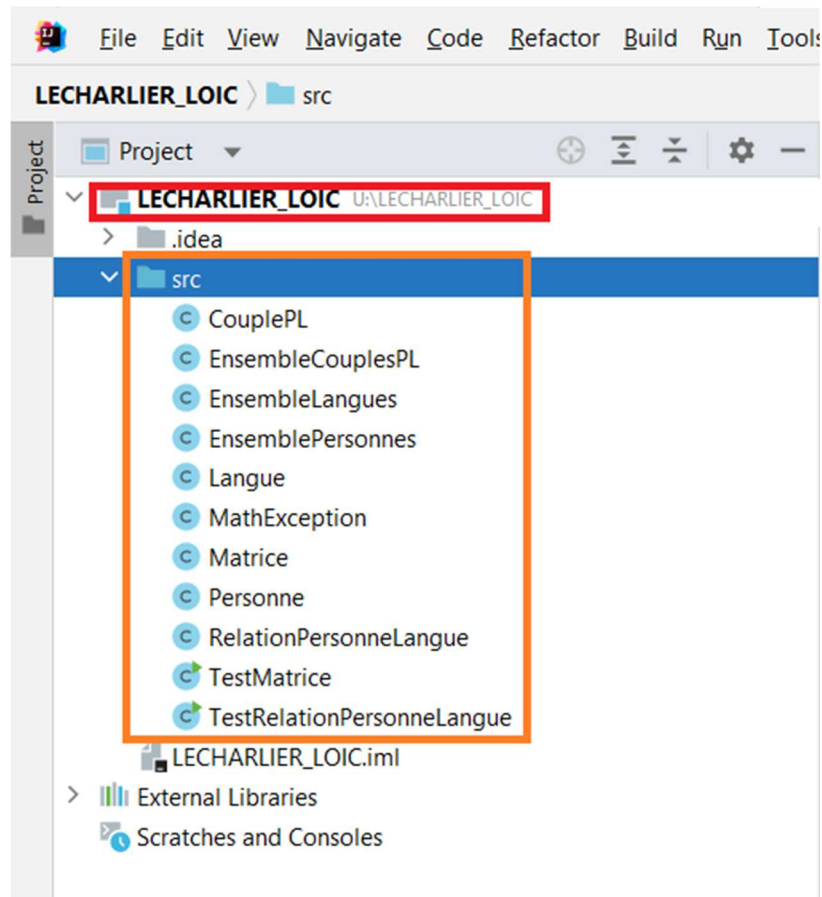 File Edit View Navigate Code Refactor Build Run Tools
LECHARLIER_LOIC src
Project
Project
LECHARLIER_LOIC U:\LECHARLIER_LOIC
.idea
src
CouplePL
EnsembleCouplesPL
EnsembleLangues
EnsemblePersonnes
Langue
MathException
Matrice
Personne
RelationPersonneLangue
TestMatrice
TestRelationPersonneLangue
LECHARLIER_LOIC.iml
External Libraries
Scratches and Consoles